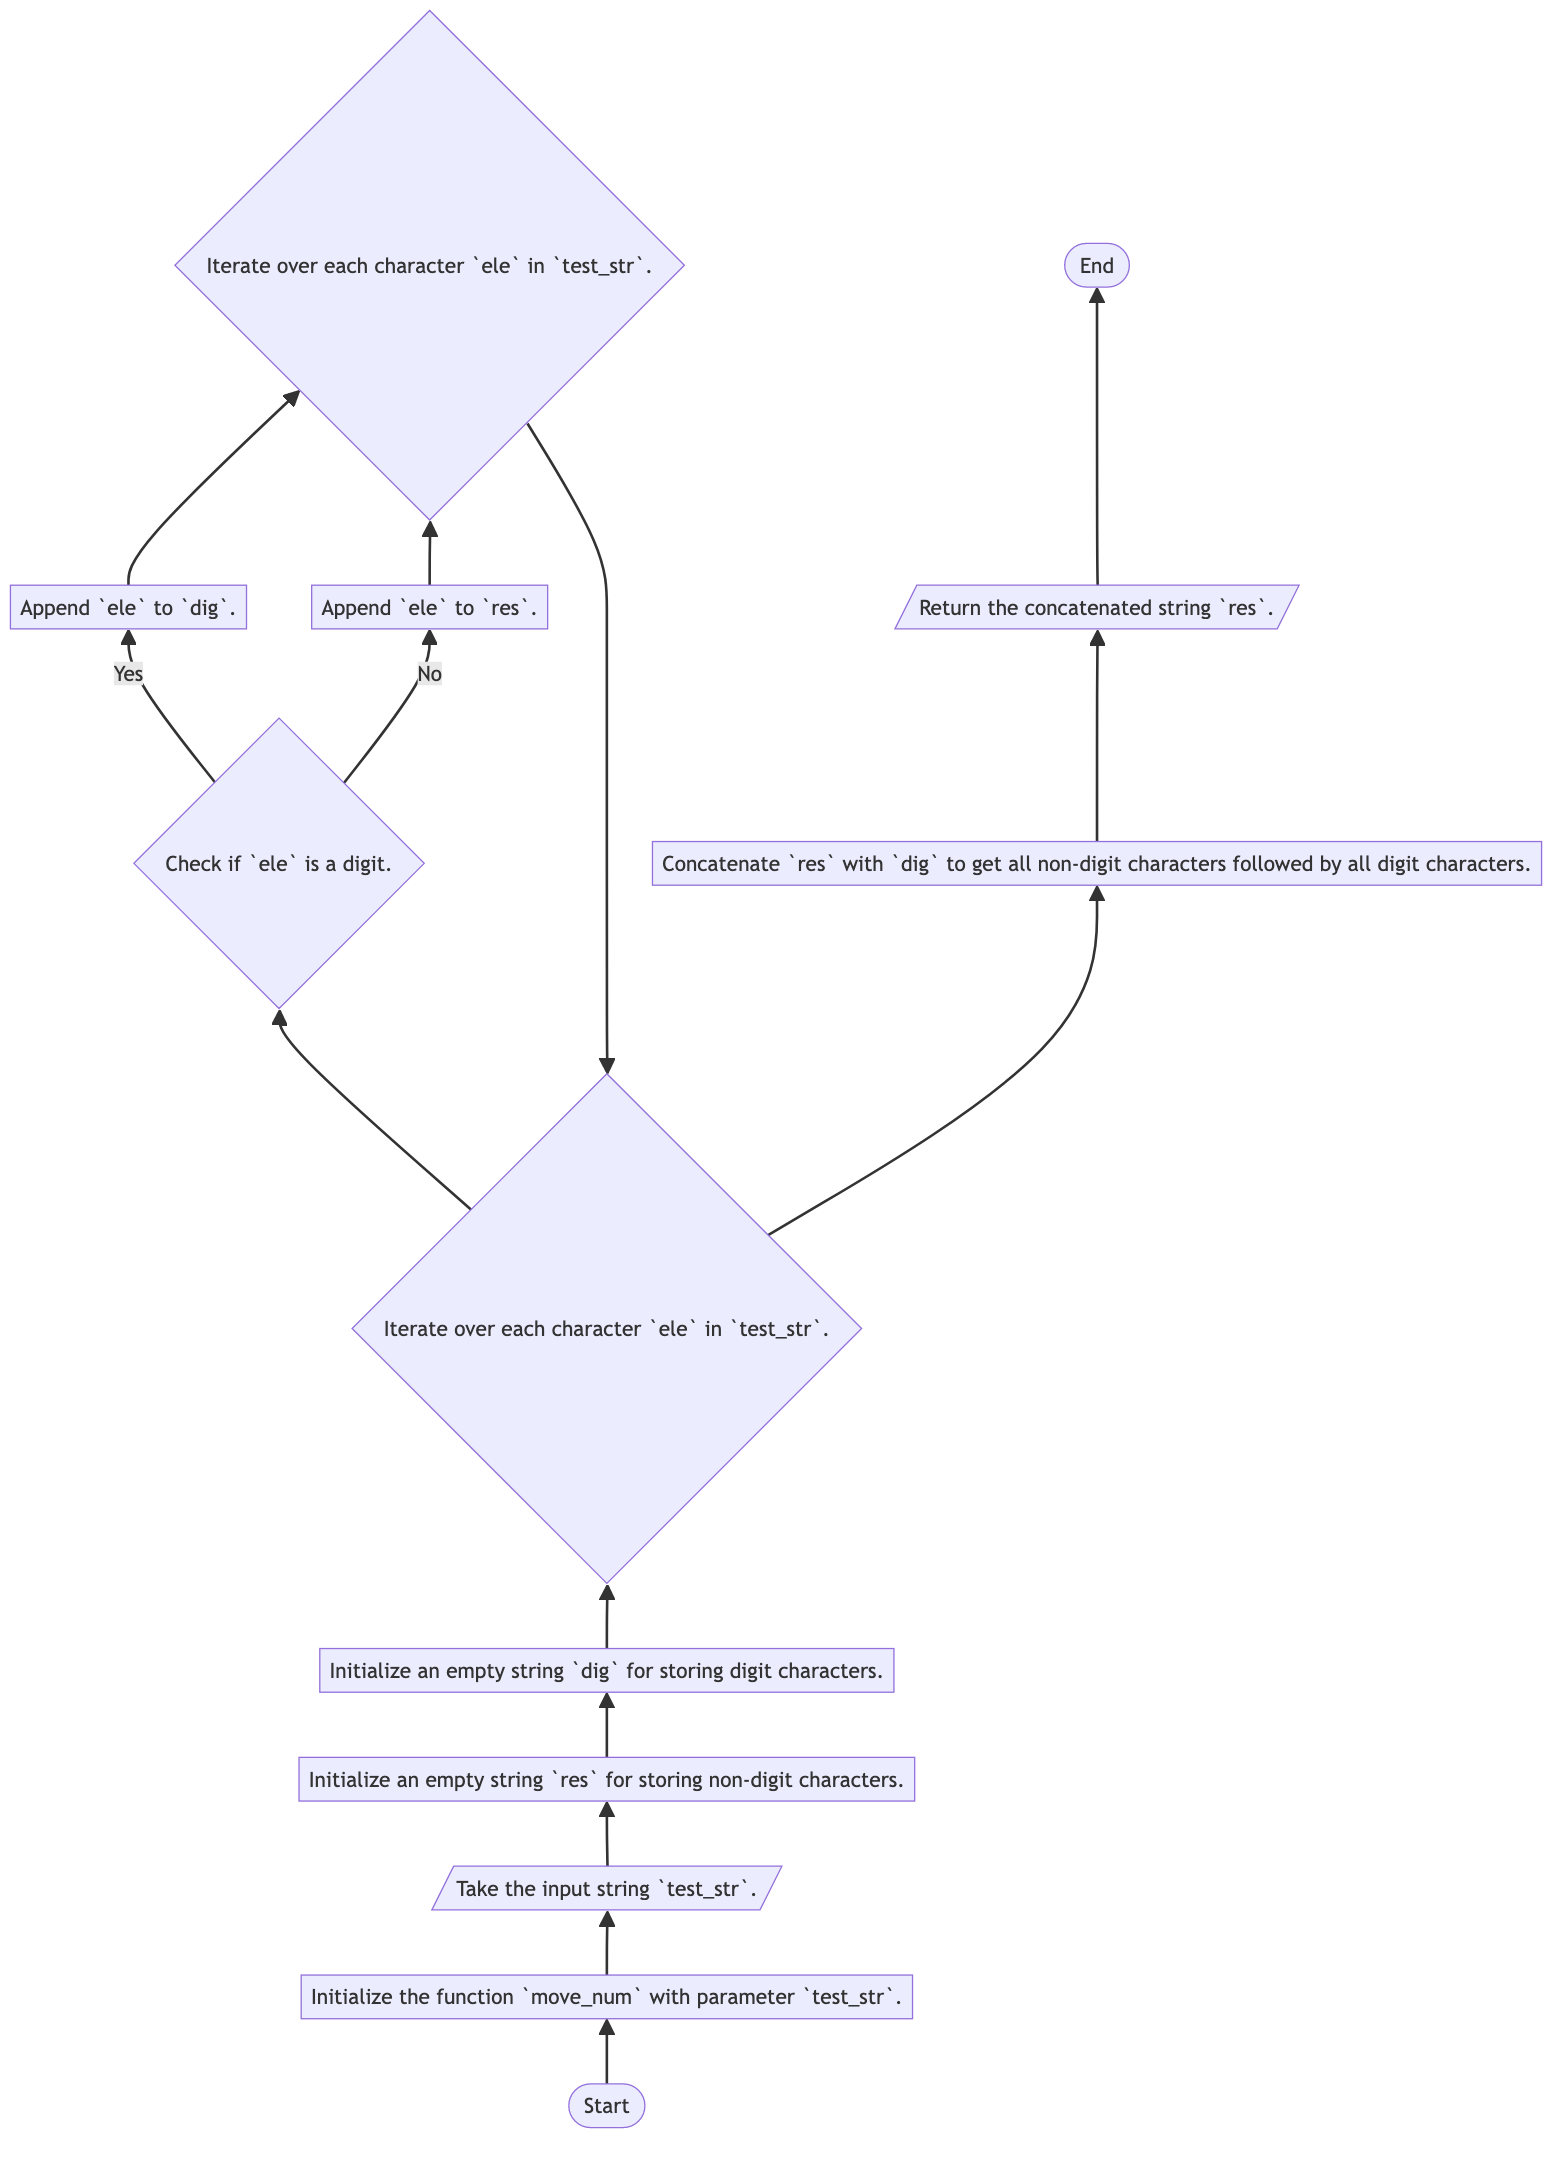 Iterate over each character `ele` in `test_str`.
End
Append `ele` to `dig`.
Append `ele` to `res`.
Return the concatenated string `res`.
Yes
No
Check if `ele` is a digit.
Concatenate `res` with `dig` to get all non-digit characters followed by all digit characters.
Iterate over each character `ele` in `test_str`.
Initialize an empty string `dig` for storing digit characters.
Initialize an empty string `res` for storing non-digit characters.
Take the input string `test_str`.
Initialize the function `move_num` with parameter `test_str`.
Start